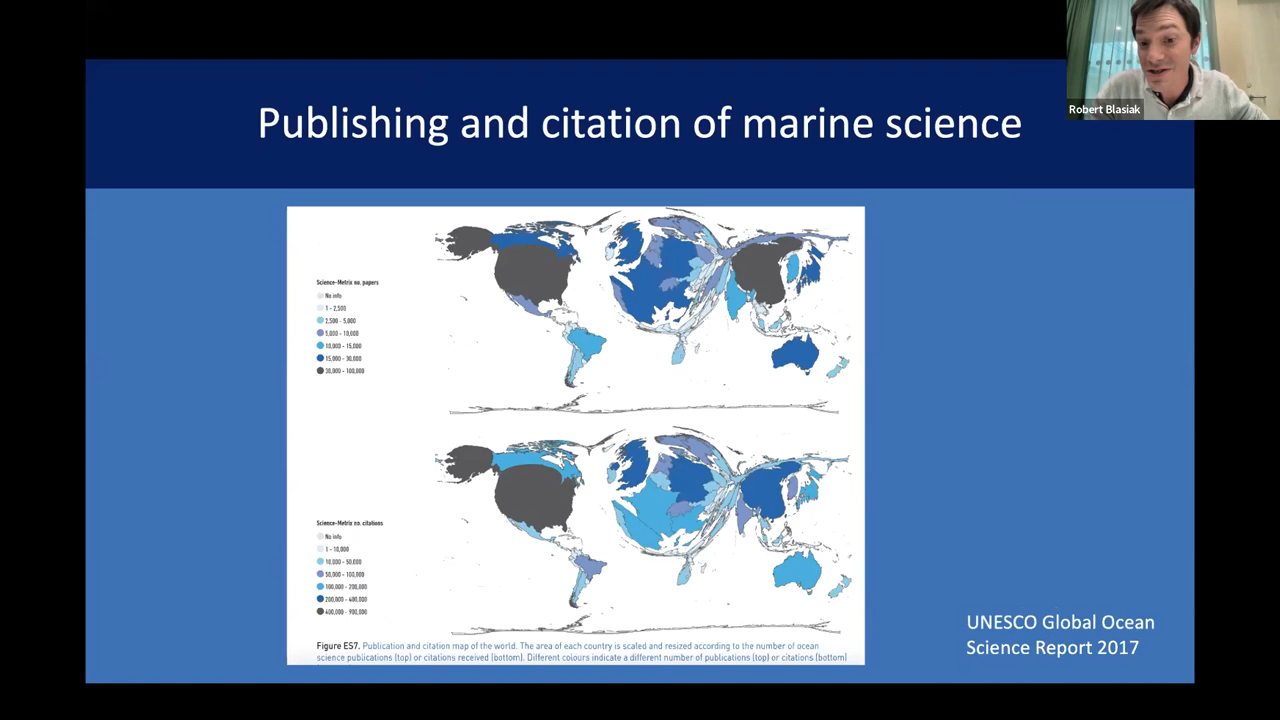 Robert Blasiak
Publishing and citation of marine science
Science-Metrix no. papers
No info
1 - 2,500
2,500 - 5,000
5,000 - 10,000
10,000 - 15,000
15,000 - 30,000
30,000 - 100,000
Science-Metrix no. citations
No info
1 - 10,000
10,000 - 50,000
50,000 - 100,000
100,000 - 200,000
200,000 - 400,000
400,000 - 900,000
Figure ES7. Publication and citation map of the world. The area of each country is scaled and resized according to the number of ocean
science publications (top) or citations received (bottom). Different colours indicate a different number of publications (top) or citations (bottom)
UNESCO Global Ocean
Science Report 2017